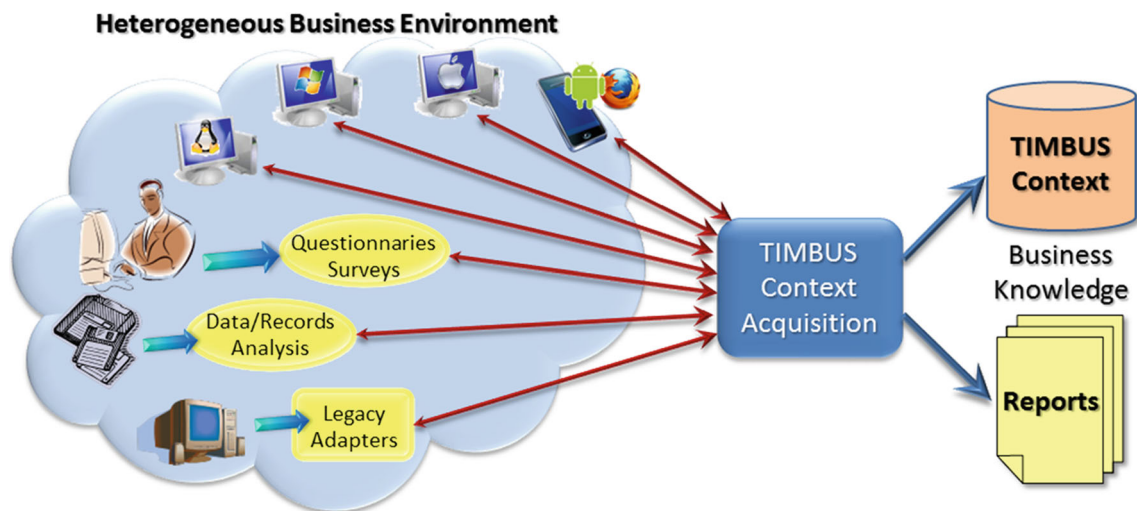 Heterogeneous Business Environment
Questionnaries
Surveys
Data/Records
Analysis
Legacy
Adapters
TIMBUS
Context
Acquisition
TIMBUS
Context
Business
Knowledge
Reports